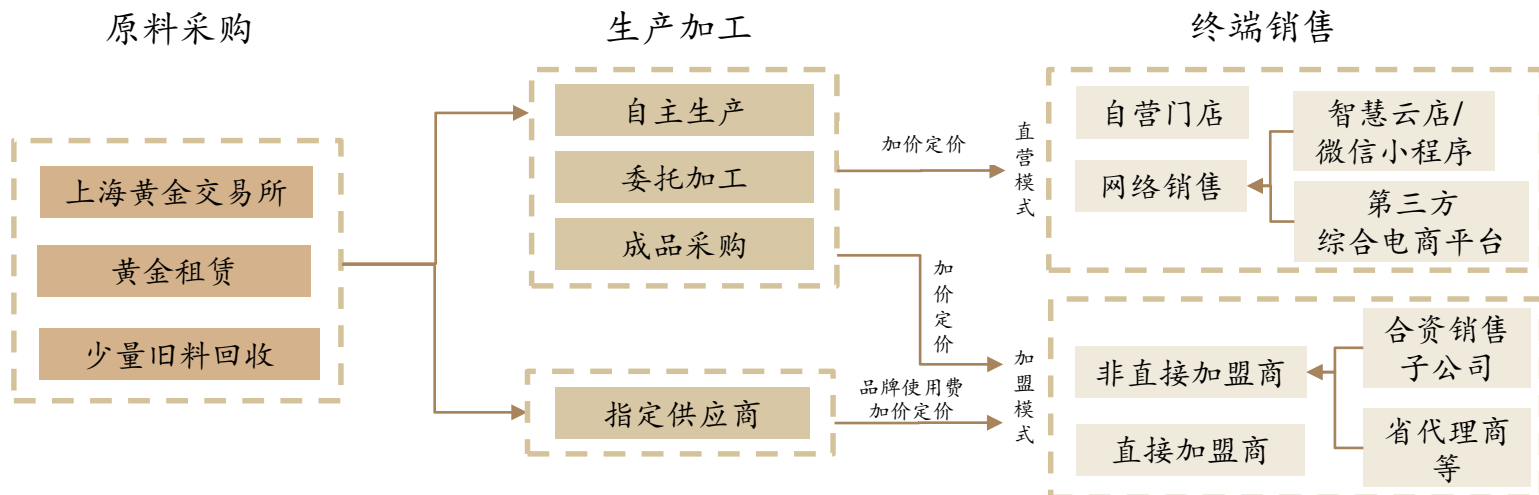 原料采购
生产加工
终端销售
上海黄金交易所
黄金租赁
少量旧料回收
自主生产
委托加工
成品采购
指定供应商
加价定价
加价定价
品牌使用费
加价定价
直营模式
自营门店
网络销售
智慧云店/
微信小程序
第三方
综合电商平台
加盟模式
非直接加盟商
直接加盟商
合资销售
子公司
省代理商
等